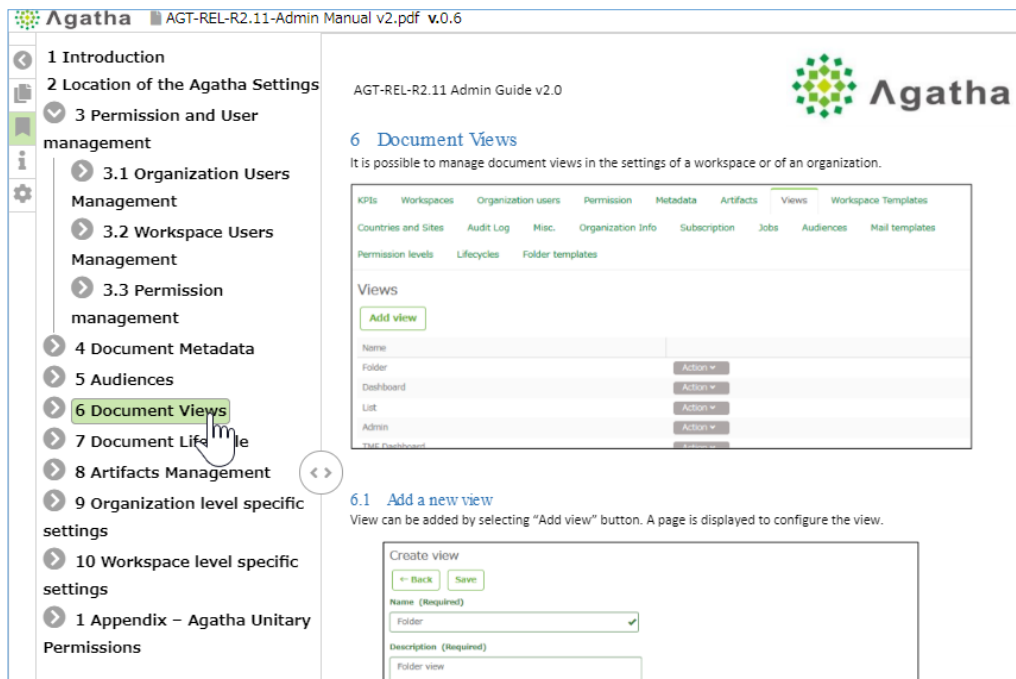 Agatha AGT-REL-R2.11-Admin Manual v2.pdf v.0.6
1 Introduction
2 Location of the Agatha Settings
3 Permission and User
management
3.1 Organization Users
Management
3.2 Workspace Users
Management
3.3 Permission
management
4 Document Metadata
5 Audiences
6 Document Views
7 Document Lif le
8 Artifacts Management
9 Organization level specific
settings
10 Workspace level specific
settings
1 Appendix – Agatha Unitary
Permissions
AGT-REL-R2.11 Admin Guide v2.0
Agatha
6 Document Views
It is possible to manage document views in the settings of a workspace or of an organization.
KPIs Workspaces Organization users Permission Metadata Artifacts Views Workspace Templates
Countries and Sites Audit Log Misc. Organization Info Subscription Jobs Audiences Mail templates
Permission levels Lifecycles Folder templates
Views
Add view
Name
Folder Action
Dashboard Action
List Action
Admin Action
TMF Dashboard Action
6.1 Add a new view
View can be added by selecting “Add view” button. A page is displayed to configure the view.
Create view
← Back Save
Name (Required)
Folder
Description (Required)
Folder view